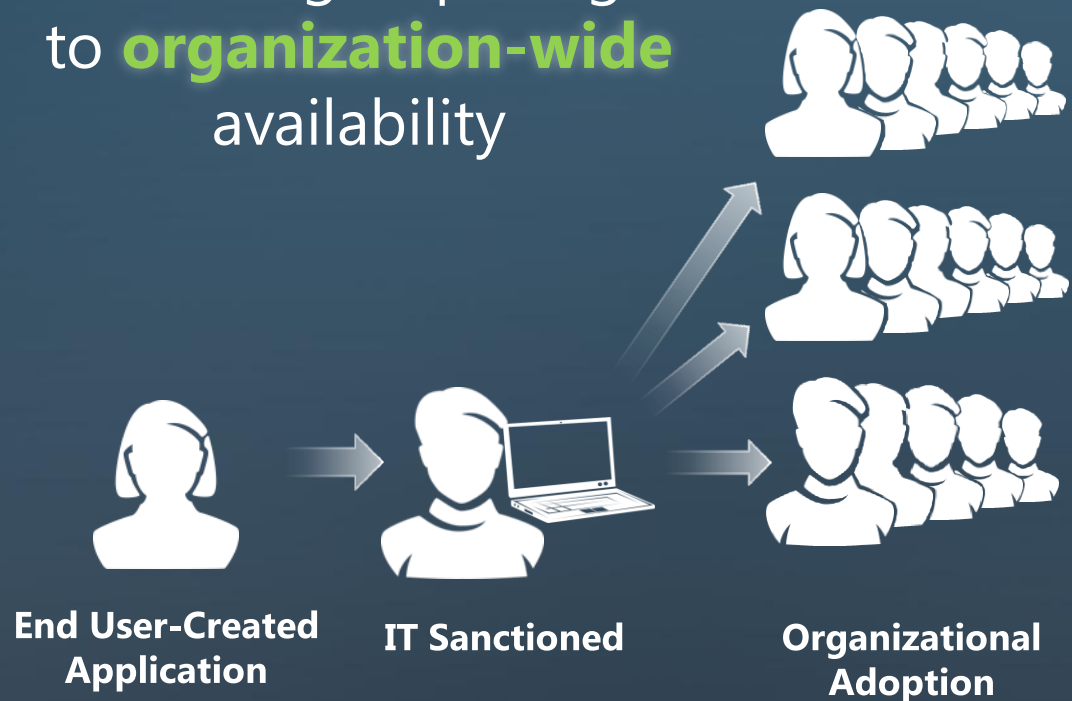 to organization-wide
availability
End User-Created
Application
IT Sanctioned
Organizational
Adoption